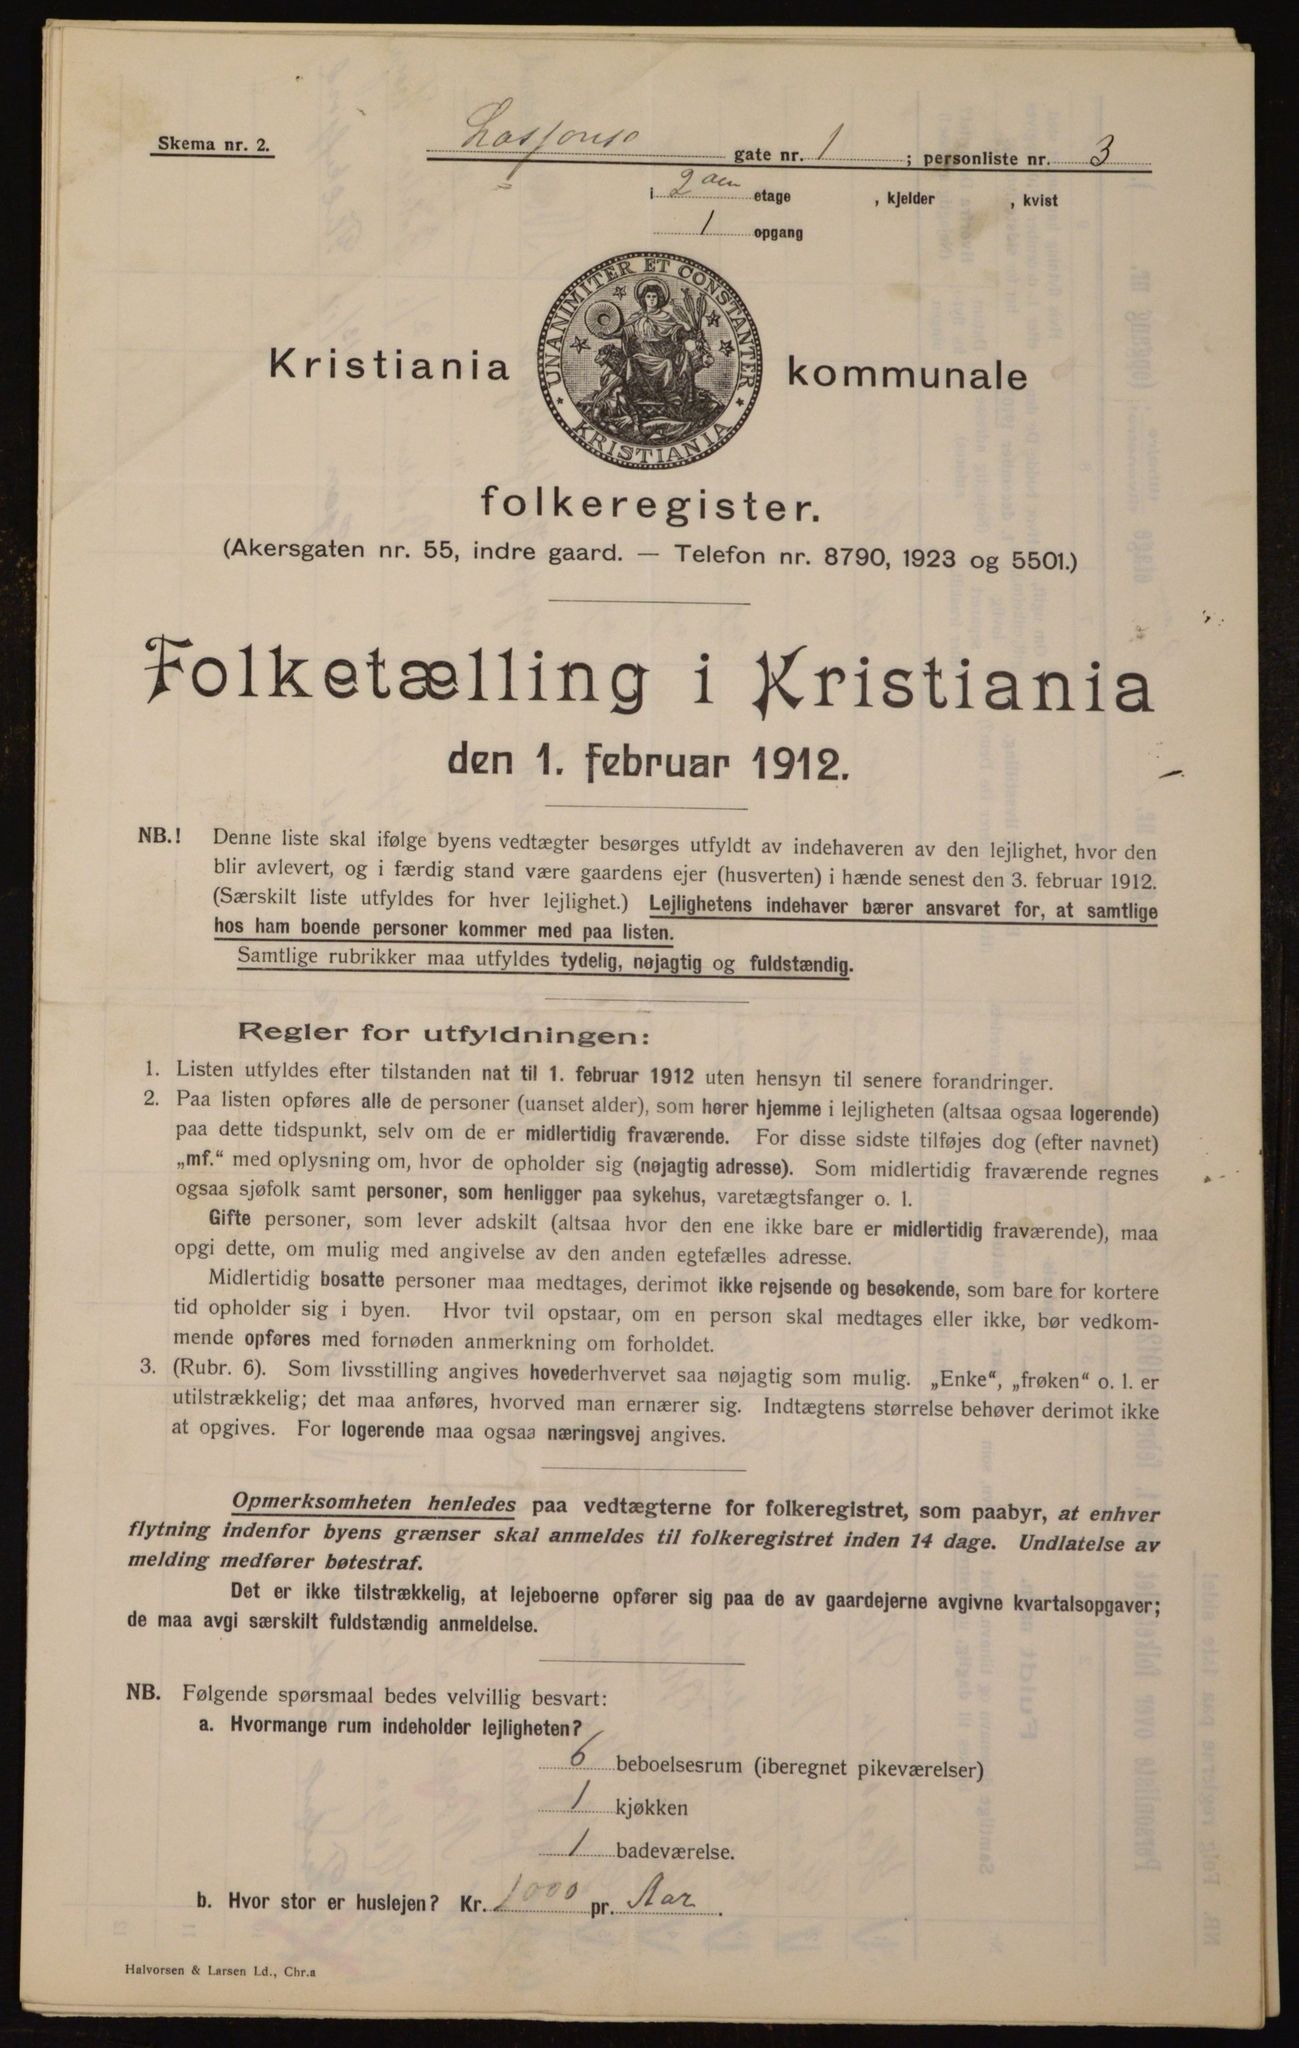 Skema nr. 2.
gate nr. 1 ; personliste nr. 3
i 2den etage , kjelder , kvist
1 opgang
UNANIMITER ET CONSTANTER
KRISTIANIA
Kristiania kommunale
folkeregister.
(Akersgaten nr. 55, indre gaard. — Telefon nr. 8790, 1923 og 5501.)
Folketælling i Kristiania
den 1. februar 1912.
NB.! Denne liste skal ifølge byens vedtægter besørges utfyldt av indehaveren av den lejlighet, hvor den
blir avlevert, og i færdig stand være gaardens ejer (husverten) i hænde senest den 3. februar 1912.
(Særskilt liste utfyldes for hver lejlighet.) Lejlighetens indehaver bærer ansvaret for, at samtlige
hos ham boende personer kommer med paa listen.
Samtlige rubrikker maa utfyldes tydelig, nøjagtig og fuldstændig.
Regler for utfyldningen:
1. Listen utfyldes efter tilstanden nat til 1. februar 1912 uten hensyn til senere forandringer.
2. Paa listen opføres alle de personer (uanset alder), som hører hjemme i lejligheten (altsaa ogsaa logerende)
paa dette tidspunkt, selv om de er midlertidig fraværende. For disse sidste tilføjes dog (efter navnet)
„mf.“ med oplysning om, hvor de opholder sig (nøjagtig adresse). Som midlertidig fraværende regnes
ogsaa sjøfolk samt personer, som henligger paa sykehus, varetægtsfanger o. l.
Gifte personer, som lever adskilt (altsaa hvor den ene ikke bare er midlertidig fraværende), maa
opgi dette, om mulig med angivelse av den anden egtefælles adresse.
Midlertidig bosatte personer maa medtages, derimot ikke rejsende og besøkende, som bare for kortere
tid opholder sig i byen. Hvor tvil opstaar, om en person skal medtages eller ikke, bør vedkom-
mende opføres med fornøden anmerkning om forholdet.
3. (Rubr. 6). Som livsstilling angives hovederhvervet saa nøjagtig som mulig. „Enke“, „frøken“ o. l. er
utilstrækkelig; det maa anføres, hvorved man ernærer sig. Indtægtens størrelse behøver derimot ikke
at opgives. For logerende maa ogsaa næringsvej angives.
Opmerksomheten henledes paa vedtægterne for folkeregistret, som paabyr, at enhver
flytning indenfor byens grænser skal anmeldes til folkeregistret inden 14 dage. Undlatelse av
melding medfører bøtestraf.
Det er ikke tilstrækkelig, at lejeboerne opfører sig paa de av gaardejerne avgivne kvartalsopgaver;
de maa avgi særskilt fuldstændig anmeldelse.
NB. Følgende spørsmaal bedes velvillig besvart:
a. Hvormange rum indeholder lejligheten?
6 beboelsesrum (iberegnet pikeværelser)
1 kjøkken
1 badeværelse.
b. Hvor stor er huslejen? Kr. 1000 pr. Aar.
Halvorsen & Larsen Ld., Chr.a